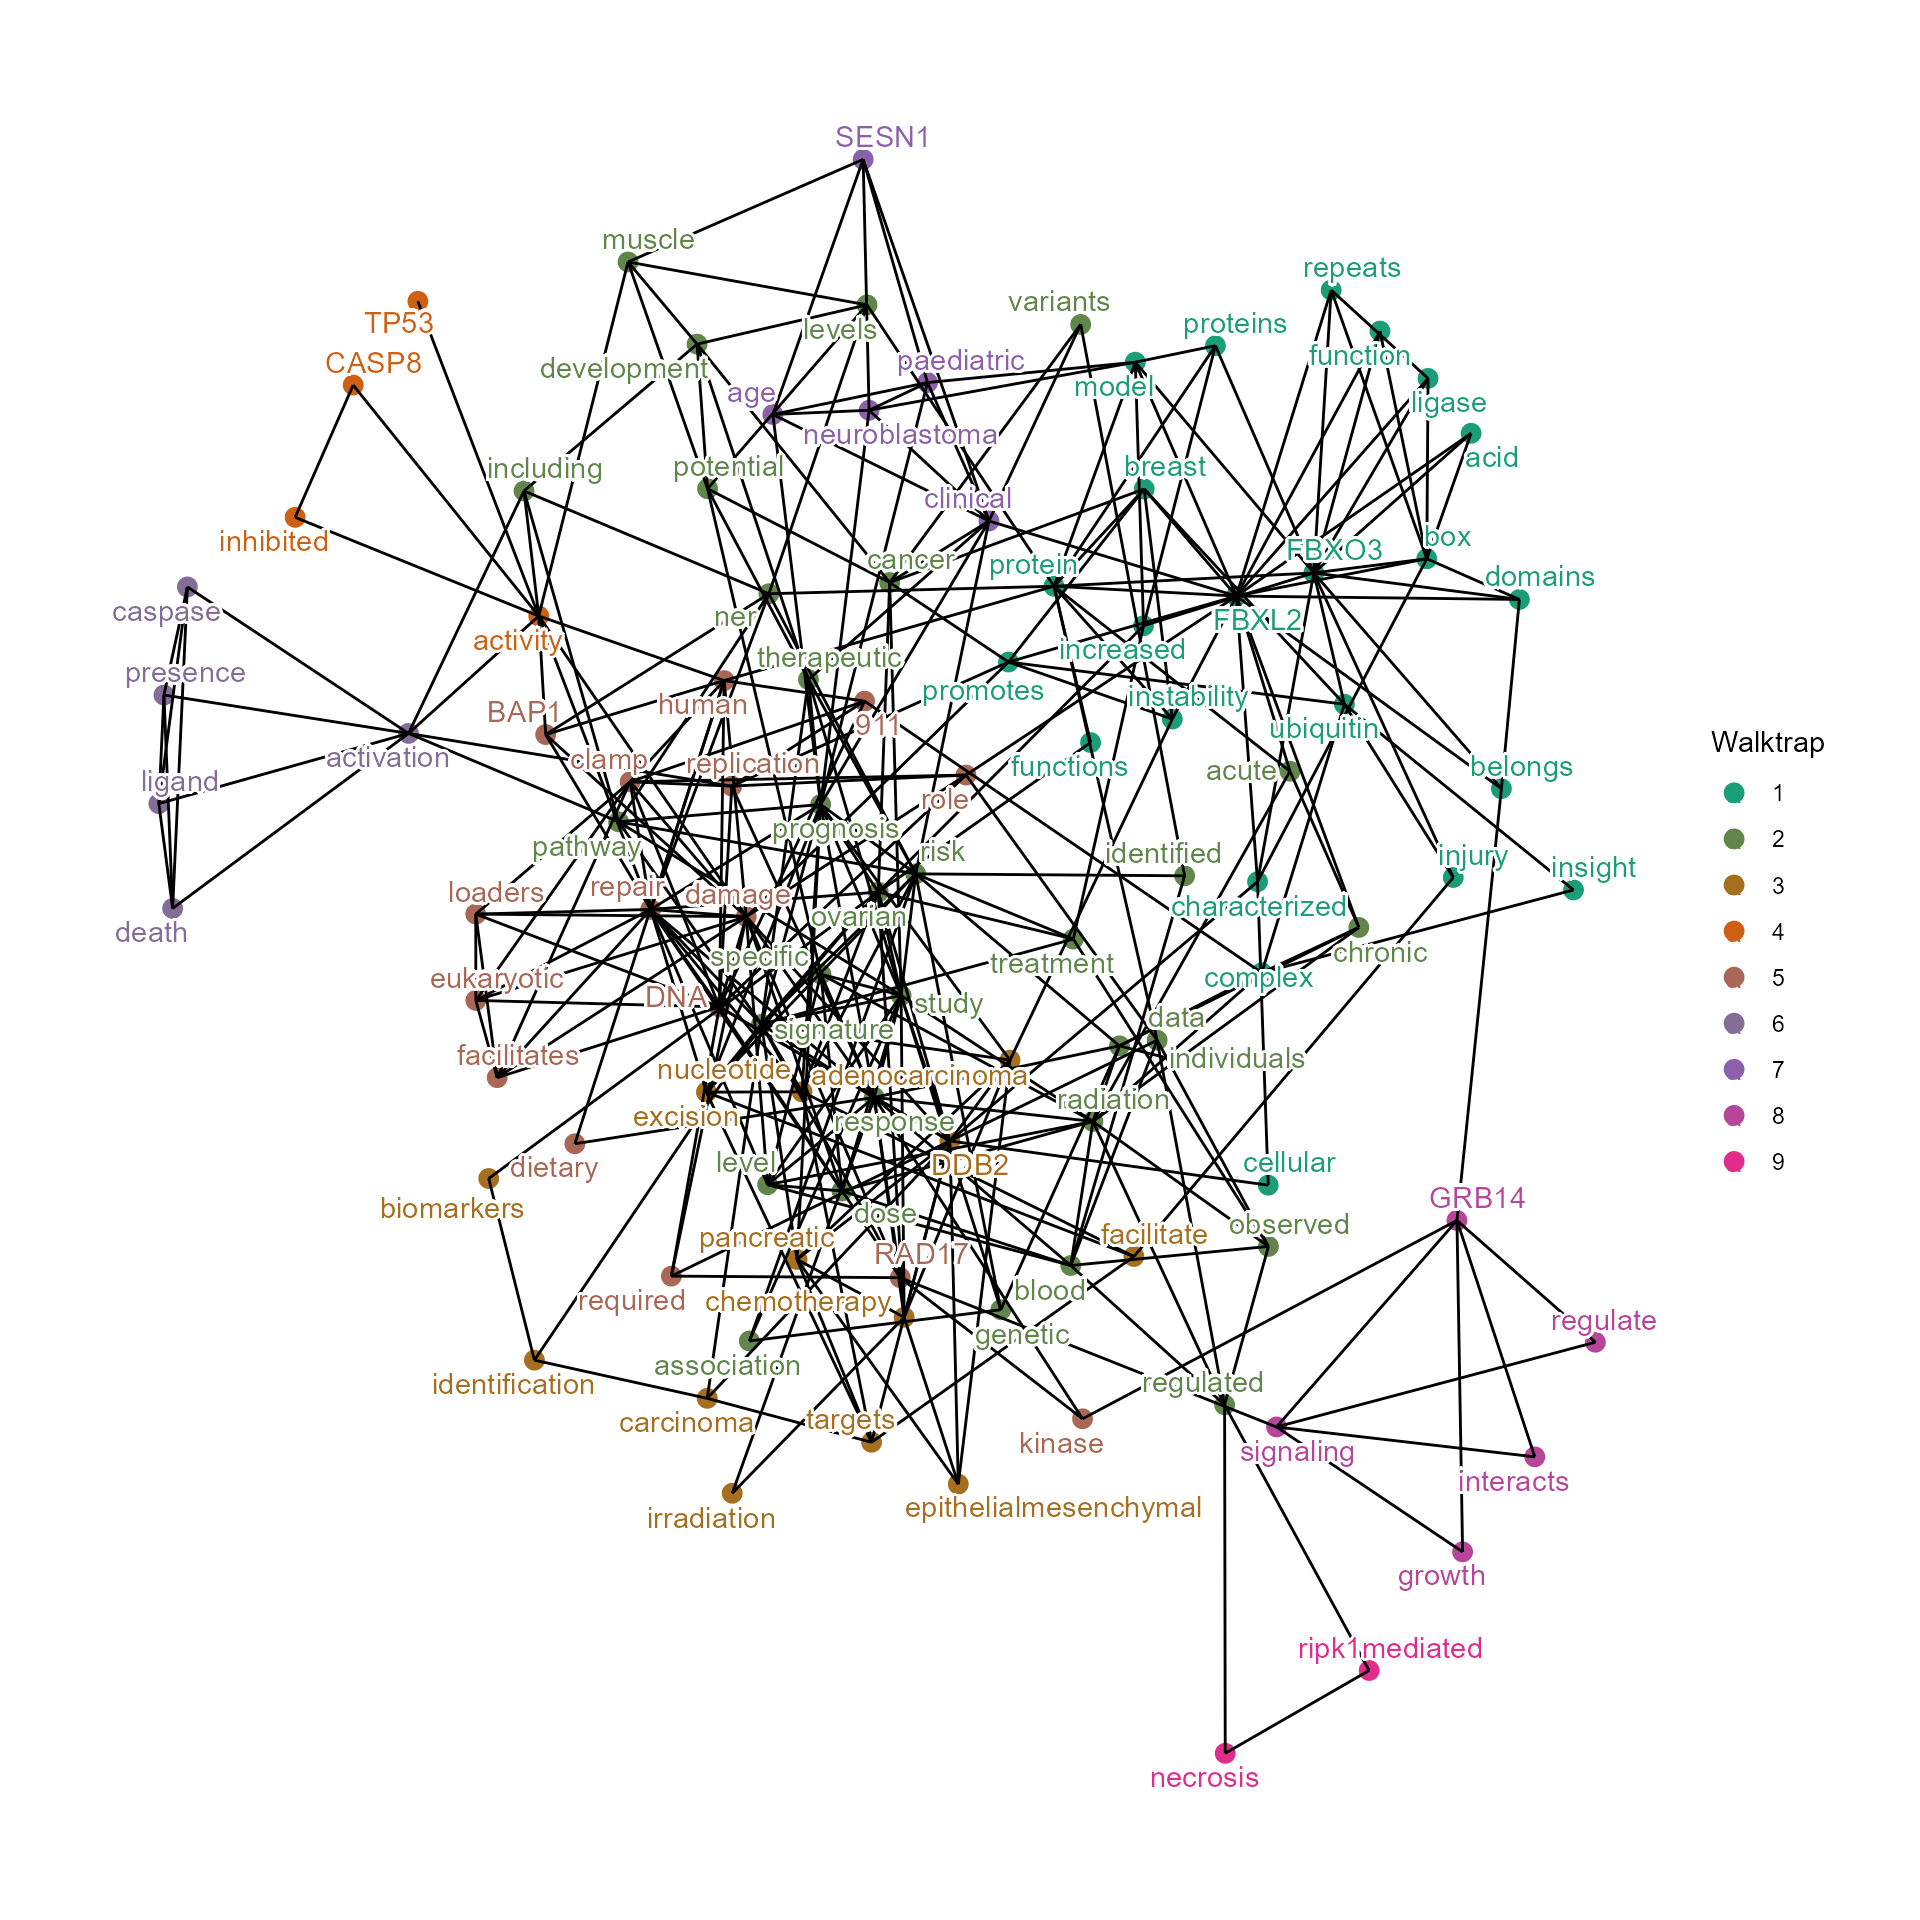 SESN1
muscle
repeats
variants
TP53
levels
proteins
function
CASP8
development
paediatric
model
age
ligase
neuroblastoma
acid
including
potential
breast
clinical
inhibited
box
FBXO3
cancer
protein
domains
caspase
ner
FBXL2
activity
increased
therapeutic
presence
promotes
instability
human
BAP1
911
ubiquitin
activation
clamp
replication
functions
belongs
acute
ligand
role
prognosis
pathway
risk
identified
injury
insight
loaders
repair
damage
ovarian
characterized
death
specific
treatment
chronic
eukaryotic
complex
DNA
study
signature
data
facilitates
individuals
nucleotide
adenocarcinoma
radiation
excision
response
dietary
level
DDB2
cellular
biomarkers
GRB14
dose
observed
pancreatic
facilitate
RAD17
blood
required
chemotherapy
regulate
genetic
association
identification
regulated
carcinoma
targets
kinase
signaling
interacts
irradiation
epithelialmesenchymal
growth
ripk1mediated
necrosis
Walktrap
1
2
3
4
5
6
7
8
9